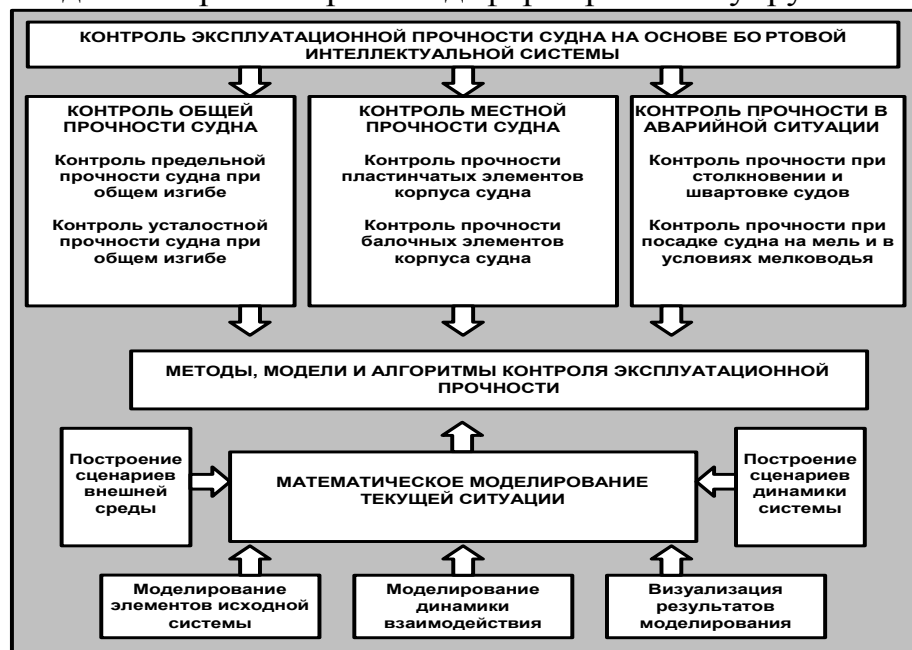 КОНТРОЛЬ ЭКСПЛУАТАЦИОННОЙ ПРОЧНОСТИ СУДНА НА ОСНОВЕ БО РТОВОЙ
ИНТЕЛЛЕКТУАЛЬНОЙ СИСТЕМЫ
КОНТРОЛЬ ОБЩЕЙ
ПРОЧНОСТИ СУДНА
Контроль предельной
прочности судна при
общем изгибе
Контроль усталостной
прочности судна при
общем изгибе
КОНТРОЛЬ МЕСТНОЙ
ПРОЧНОСТИ СУДНА
Контроль прочности
пластинчатых элементов
корпуса судна
Контроль прочности
балочных элементов
корпуса судна
КОНТРОЛЬ ПРОЧНОСТИ В
АВАРИЙНОЙ СИТУАЦИИ
Контроль прочности при
столкновении и
швартовке судов
Контроль прочности при
посадке судна на мель и в
условиях мелководья
МЕТОДЫ, МОДЕЛИ И АЛГОРИТМЫ КОНТРОЛЯ ЭКСПЛУАТАЦИОННОЙ
ПРОЧНОСТИ
Построение
сценариев
внешней
среды
МАТЕМАТИЧЕСКОЕ МОДЕЛИРОВАНИЕ
ТЕКУЩЕЙ СИТУАЦИИ
Построение
сценариев
динамики
системы
Моделирование
элементов исходной
системы
Моделирование
динамики
взаимодействия
Визуализация
результатов
моделирования